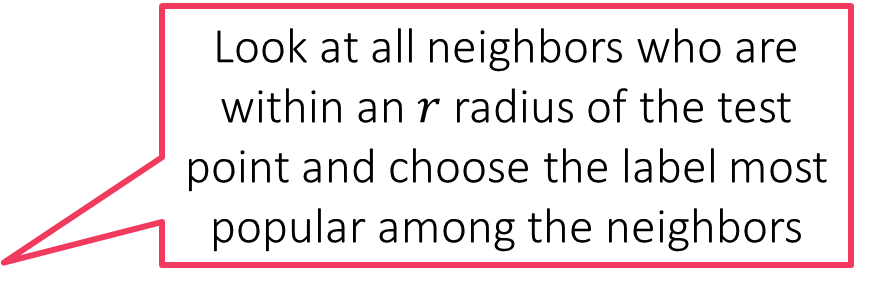 Look at all neighbors who are
within an r radius of the test
point and choose the label most
popular among the neighbors